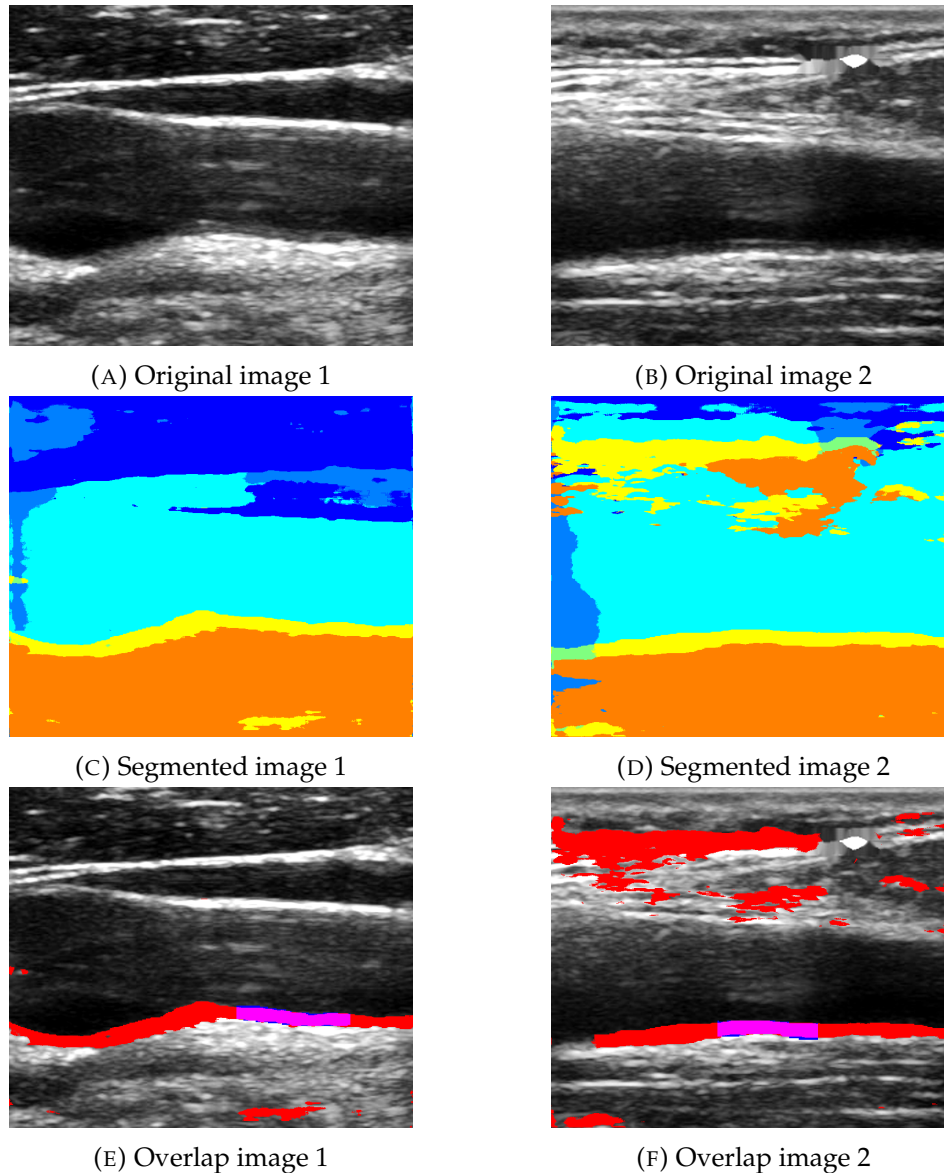 (A) Original image 1
(B) Original image 2
(C) Segmented image 1
(D) Segmented image 2
(E) Overlap image 1
(F) Overlap image 2